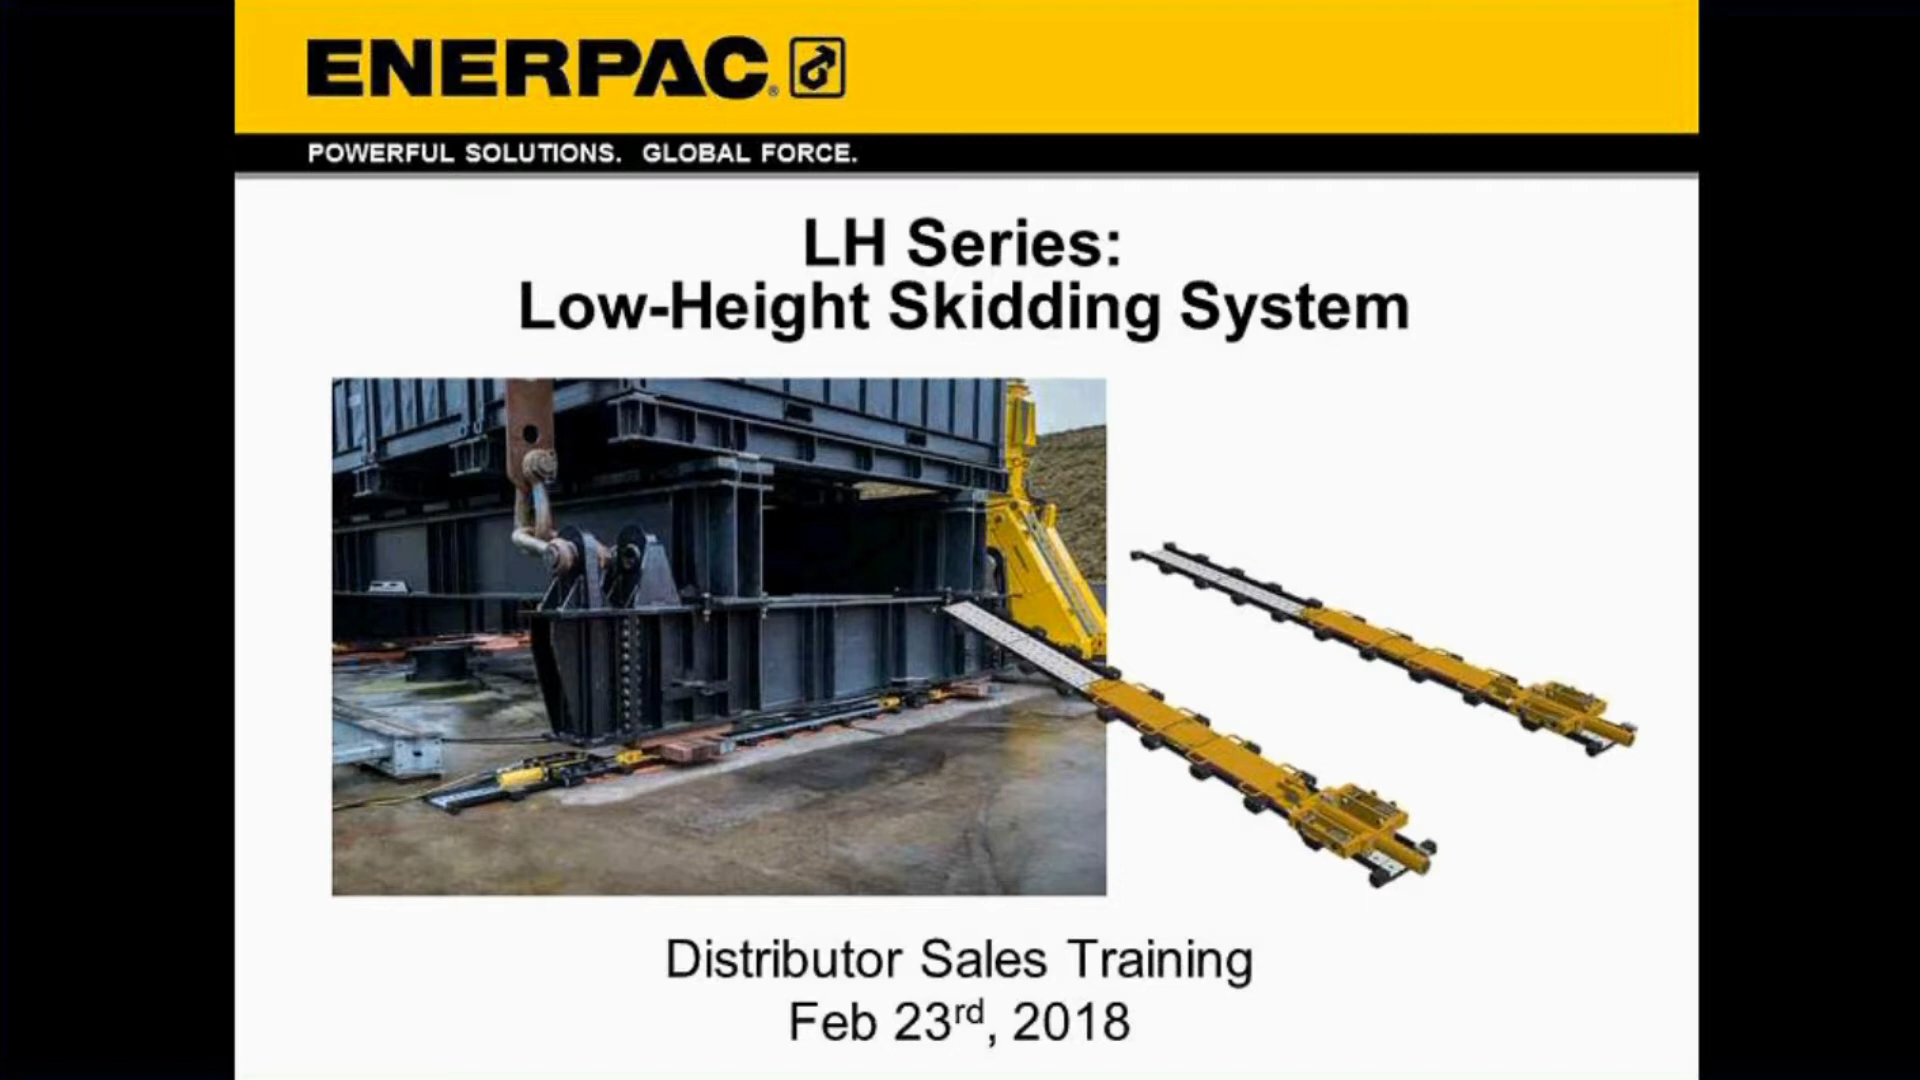 ENERPAC®
POWERFUL SOLUTIONS. GLOBAL FORCE.
LH Series:
Low-Height Skidding System
Distributor Sales Training
Feb 23rd, 2018